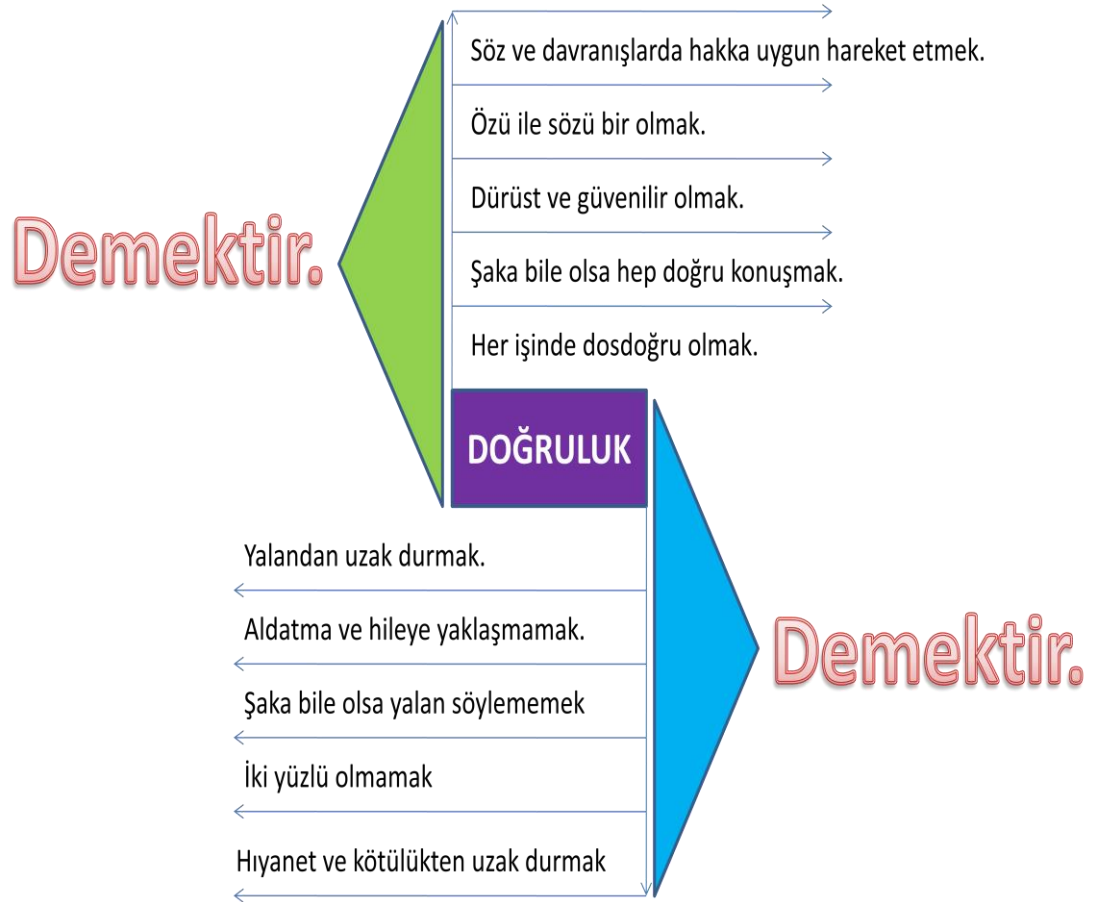 Söz ve davranışlarda hakka uygun hareket etmek.
Özü ile sözü bir olmak.
Dürüst ve güvenilir olmak.
Demektir.
Şaka bile olsa hep doğru konuşmak.
Her işinde dosdoğru olmak.
DOĞRULUK
Yalandan uzak durmak.
Aldatma ve hileye yaklaşmamak.
Demektir.
Şaka bile olsa yalan söylememek
İki yüzlü olmamak
Hıyanet ve kötülükten uzak durmak